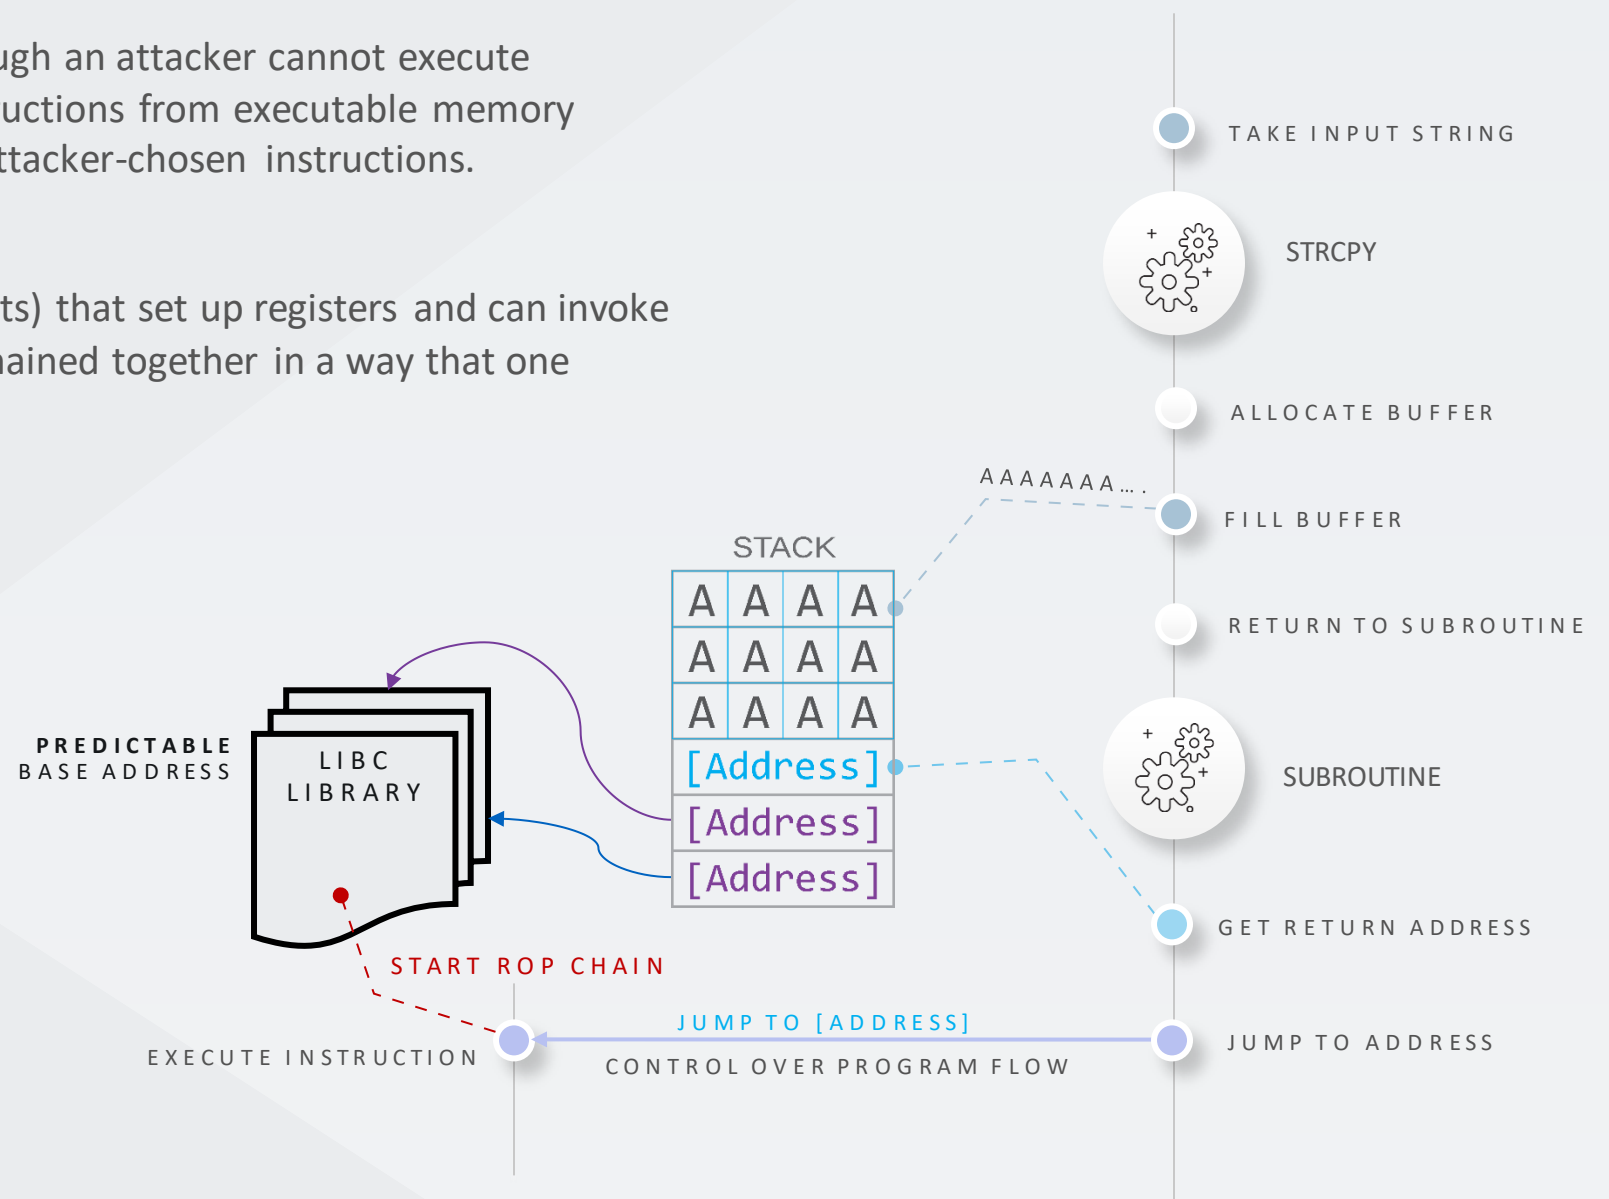 ugh an attacker cannot execute
ructions from executable memory
ttacker-chosen instructions.
ts) that set up registers and can invoke
nained together in a way that one
TAKE INPUT STRING
STRCPY
ALLOCATE BUFFER
AAAAAAA….
FILL BUFFER
RETURN TO SUBROUTINE
SUBROUTINE
GET RETURN ADDRESS
JUMP TO ADDRESS
STACK
A A A A
A A A A
A A A A
[Address]
[Address]
[Address]
PREDICTABLE
BASE ADDRESS
LIBC
LIBRARY
START ROP CHAIN
JUMP TO [ADDRESS]
EXECUTE INSTRUCTION
CONTROL OVER PROGRAM FLOW